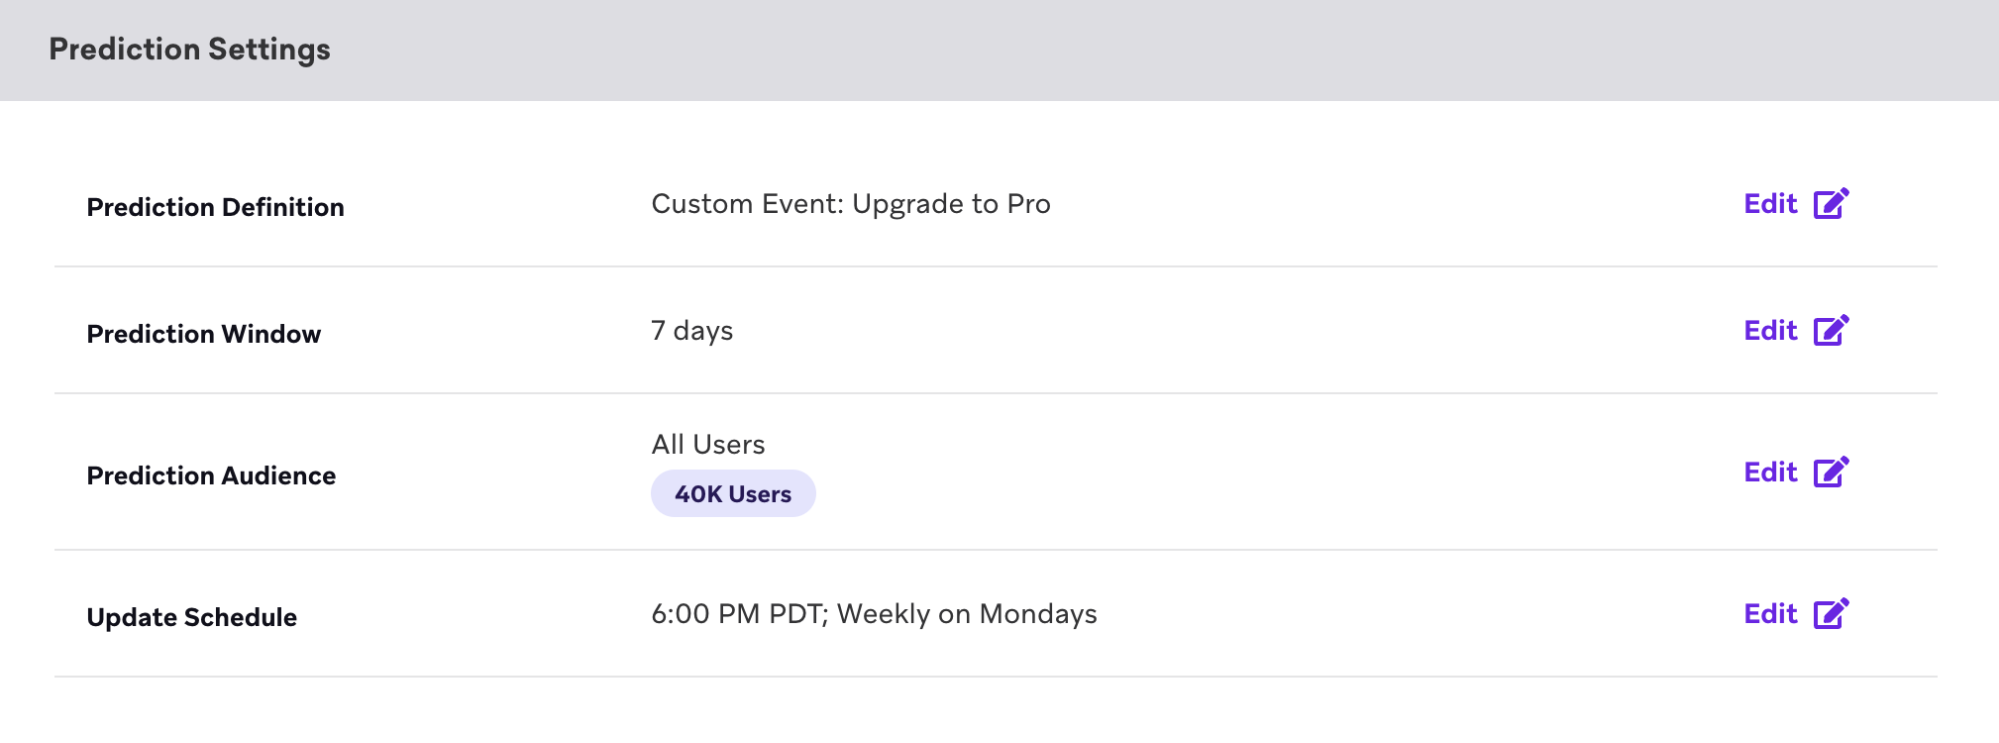 Prediction Settings
Prediction Definition Custom Event: Upgrade to Pro Edit
Prediction Window 7 days Edit
Prediction Audience All Users Edit
40K Users
Update Schedule 6:00 PM PDT; Weekly on Mondays Edit